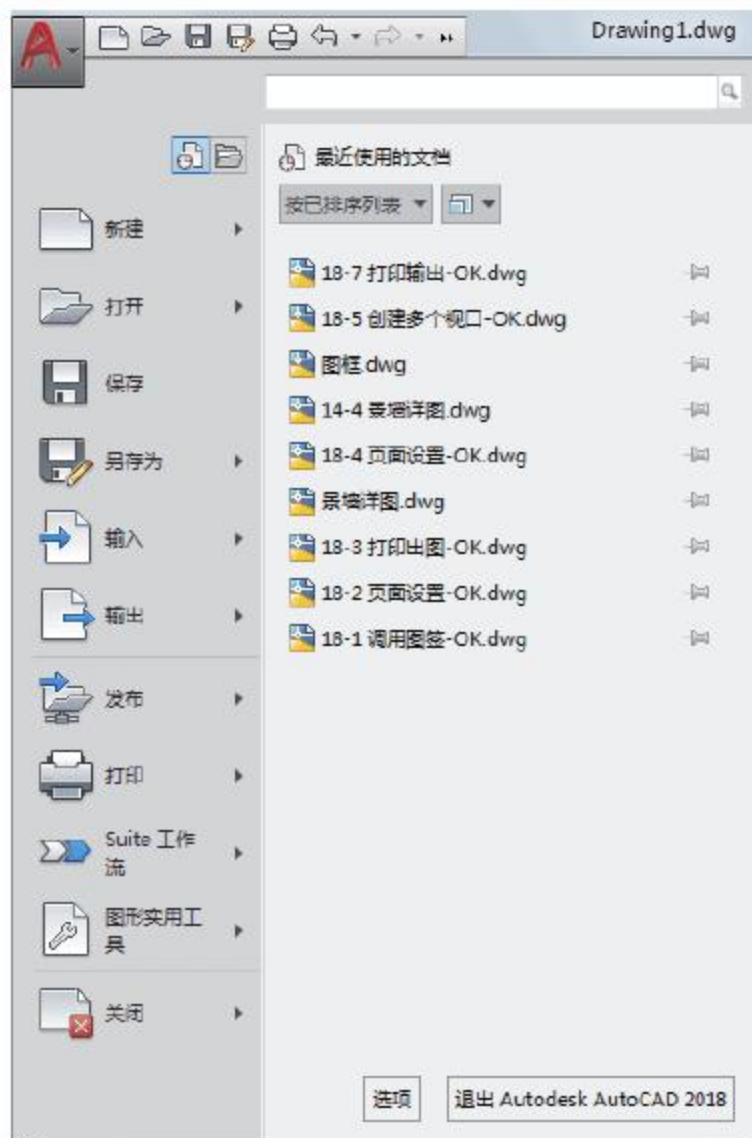 Drawing1.dwg
最近使用的文档
按已排序列表
新建
打开
保存
另存为
输入
输出
发布
打印
Suite 工作
流
图形实用工
具
关闭
18-7 打印输出-OK.dwg
18-5 创建多个视口-OK.dwg
图框.dwg
14-4 景墙详图.dwg
18-4 页面设置-OK.dwg
景墙详图.dwg
18-3 打印出图-OK.dwg
18-2 页面设置-OK.dwg
18-1 调用图签-OK.dwg
选项
退出 Autodesk AutoCAD 2018